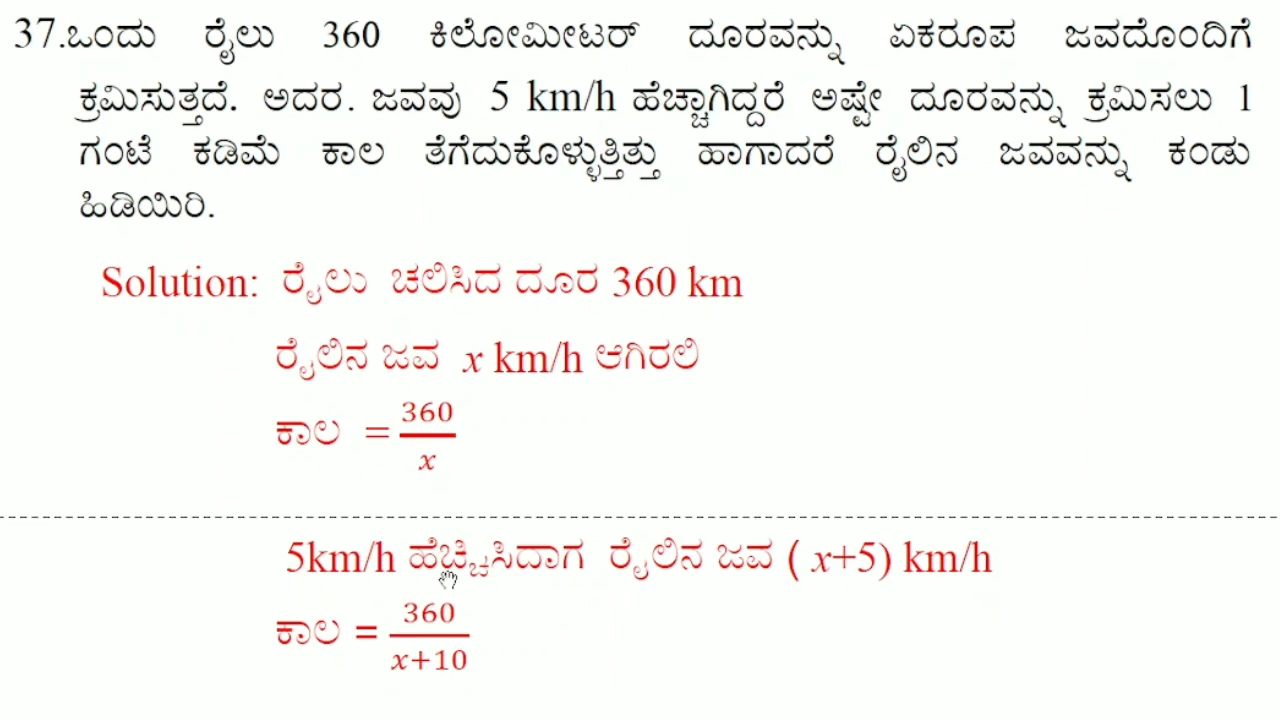 37.ಒಂದು ರೈಲು 360 ಕಿಲೋಮೀಟರ್ ದೂರವನ್ನು ಏಕರೂಪ ಜವದೊಂದಿಗೆ
ಕ್ರಮಿಸುತ್ತದೆ. ಅದರ. ಜವವು 5 km/h ಹೆಚ್ಚಾಗಿದ್ದರೆ ಅಷ್ಟೇ ದೂರವನ್ನು ಕ್ರಮಿಸಲು 1
ಗಂಟೆ ಕಡಿಮೆ ಕಾಲ ತೆಗೆದುಕೊಳ್ಳುತ್ತಿತ್ತು ಹಾಗಾದರೆ ರೈಲಿನ ಜವವನ್ನು ಕಂಡು
ಹಿಡಿಯಿರಿ.
Solution: ರೈಲು ಚಲಿಸಿದ ದೂರ 360 km
ರೈಲಿನ ಜವ x km/h ಆಗಿರಲಿ
ಕಾಲ = 360/x
5km/h ಹೆಚ್ಚಿಸಿದಾಗ ರೈಲಿನ ಜವ ( x+5) km/h
ಕಾಲ = 360/x+10